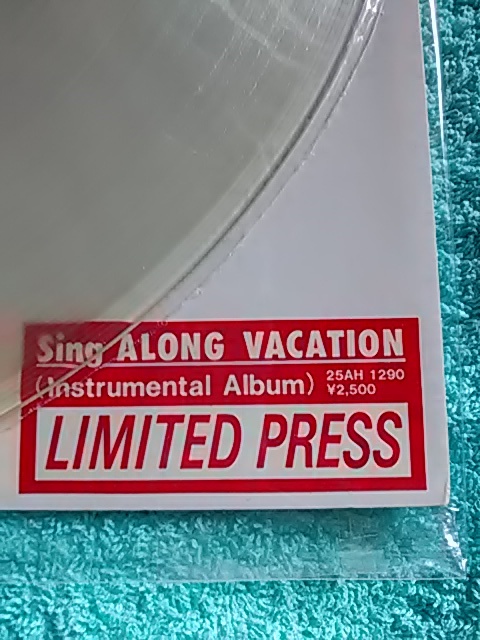 Sing ALONG VACATION
(Instrumental Album) 25AH 1290
¥2,500
LIMITED PRESS